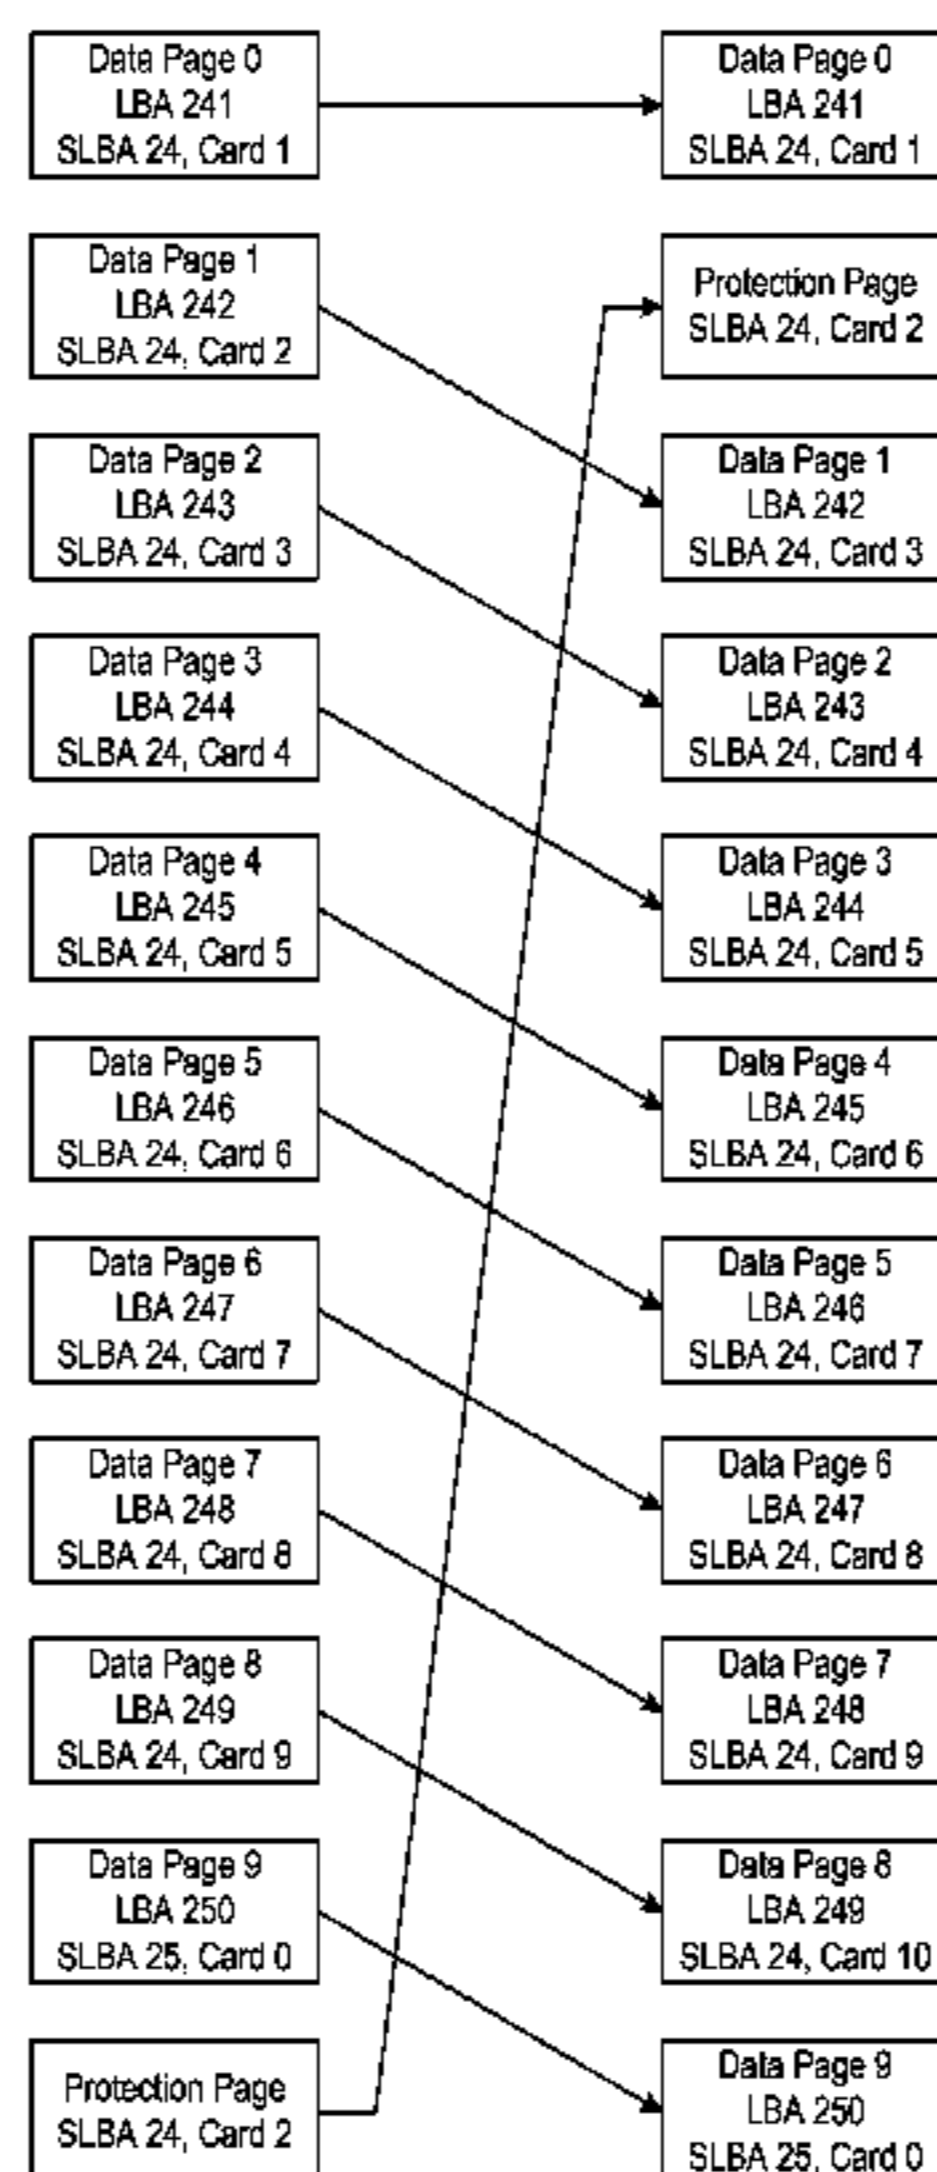 Data Page 0
LBA 241
SLBA 24, Card 1
Data Page 1
LBA 242
SLBA 24, Card 2
Data Page 2
LBA 243
SLBA 24, Card 3
Data Page 3
LBA 244
SLBA 24, Card 4
Data Page 4
LBA 245
SLBA 24, Card 5
Data Page 5
LBA 246
SLBA 24, Card 6
Data Page 6
LBA 247
SLBA 24, Card 7
Data Page 7
LBA 248
SLBA 24, Card 8
Data Page 8
LBA 249
SLBA 24, Card 9
Data Page 9
LBA 250
SLBA 25, Card 0
Protection Page
SLBA 24, Card 2
Data Page 0
LBA 241
SLBA 24, Card 1
Protection Page
SLBA 24, Card 2
Data Page 1
LBA 242
SLBA 24, Card 3
Data Page 2
LBA 243
SLBA 24, Card 4
Data Page 3
LBA 244
SLBA 24, Card 5
Data Page 4
LBA 245
SLBA 24, Card 6
Data Page 5
LBA 246
SLBA 24, Card 7
Data Page 6
LBA 247
SLBA 24, Card 8
Data Page 7
LBA 248
SLBA 24, Card 9
Data Page 8
LBA 249
SLBA 24, Card 10
Data Page 9
LBA 250
SLBA 25, Card 0